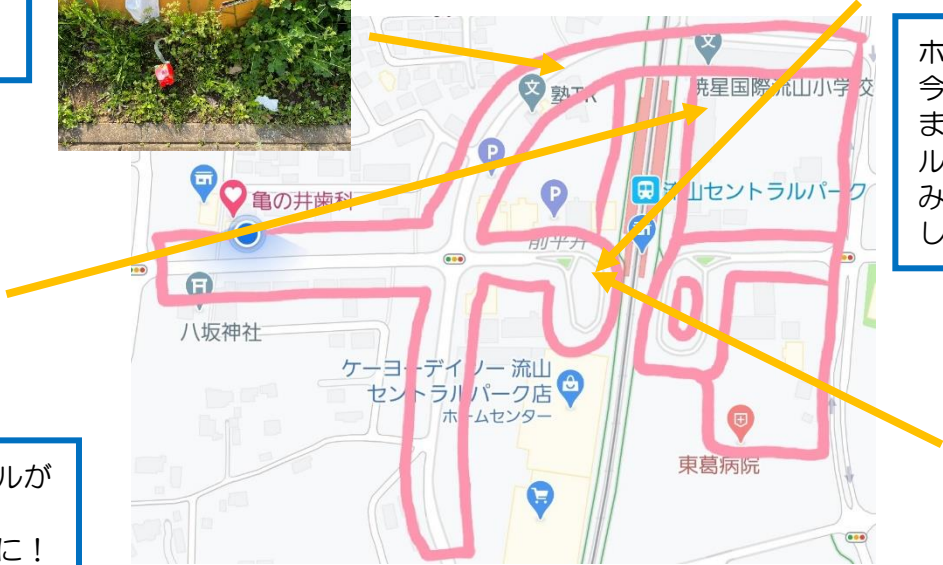 文
塾TK
文
暁星国際流山小学校
P
亀の井歯科
P
流山セントラルパーク
前平井
八坂神社
ケーヨーデイツー 流山
セントラルパーク店
ホームセンター
東葛病院
ホ
今
ま
ル
み
し
ルが
に！